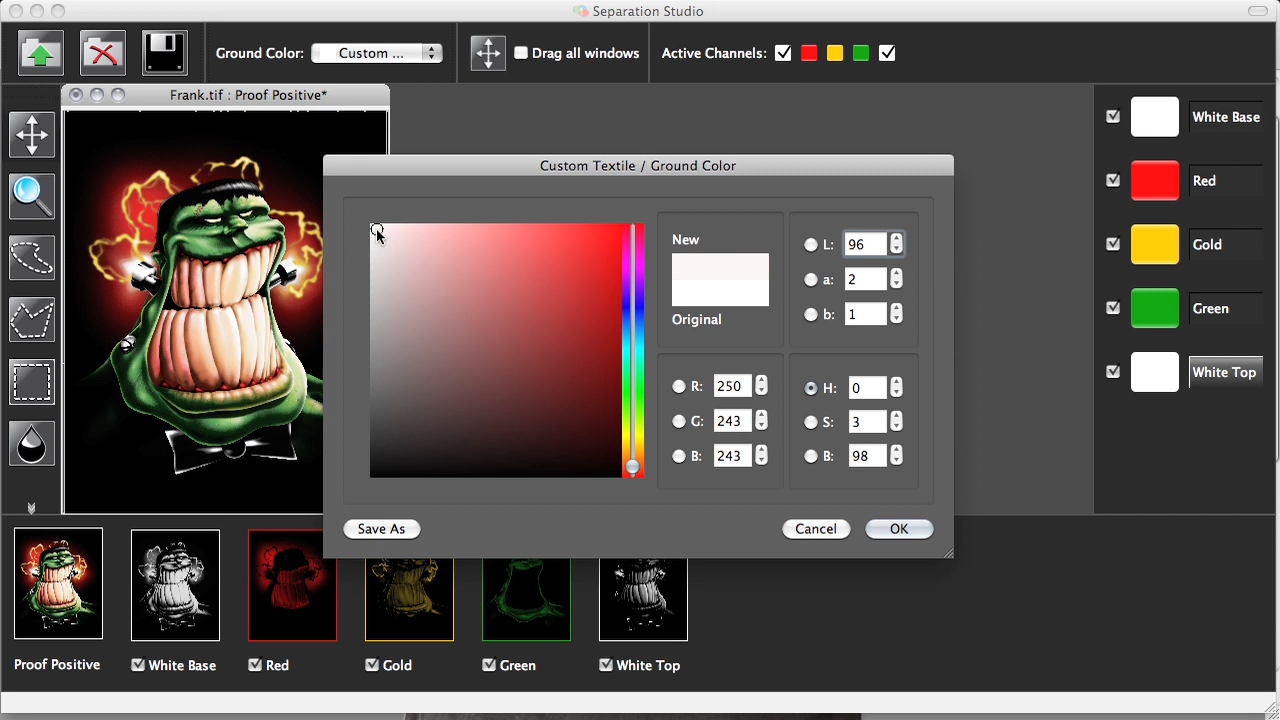 Separation Studio
Ground Color: Custom ... Drag all windows Active Channels:
Frank.tif : Proof Positive*
Custom Textile / Ground Color
New
Original
L: 96
a: 2
b: 1
R: 250
G: 243
B: 243
H: 0
S: 3
B: 98
Save As Cancel OK
White Base
Red
Gold
Green
White Top
Proof Positive White Base Red Gold Green White Top